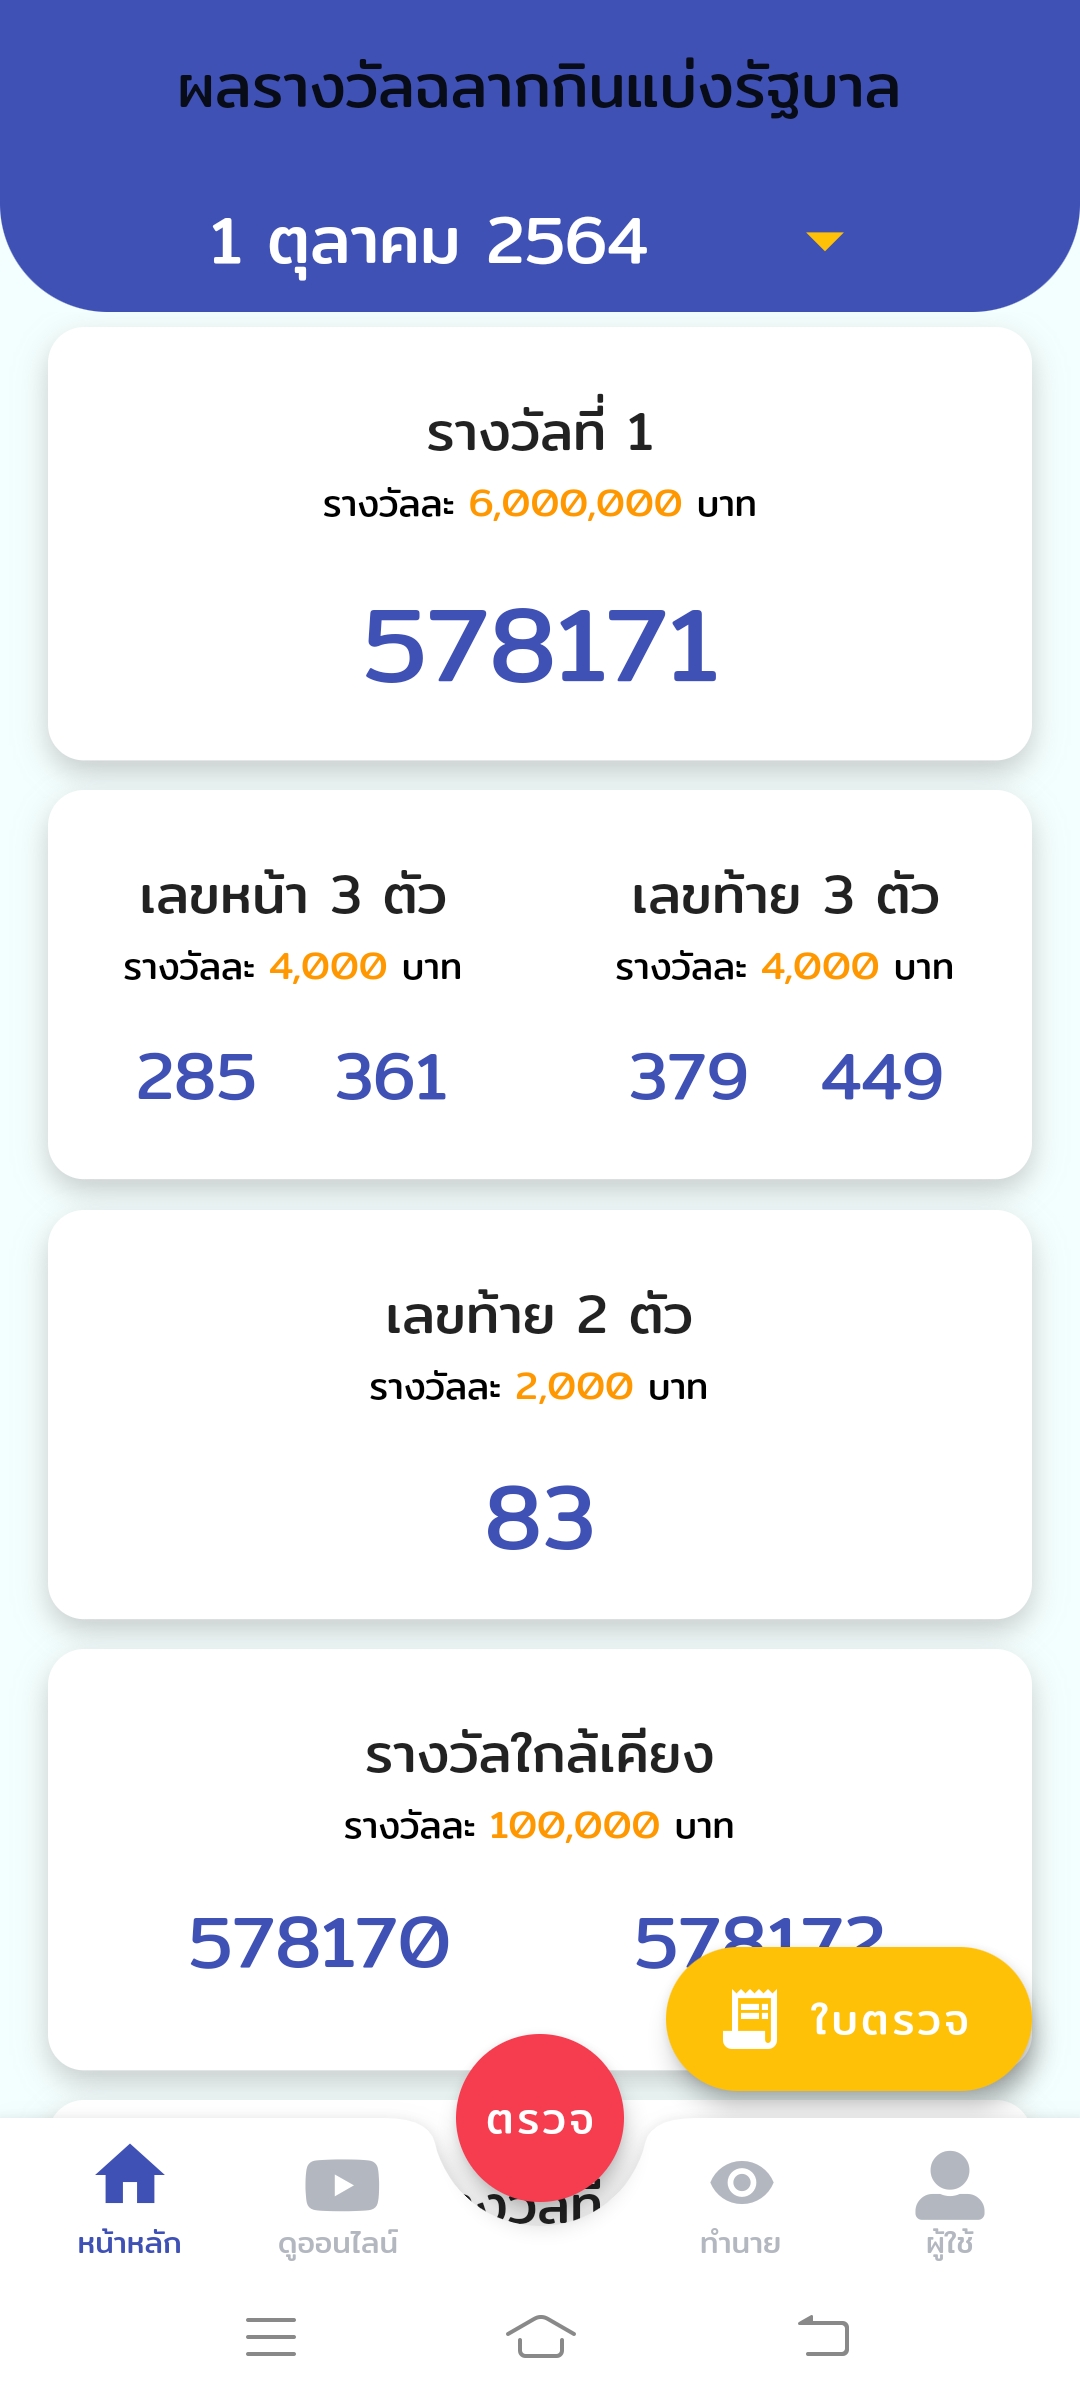 ผลรางวัลฉลากกินแบ่งรัฐบาล
1 ตุลาคม 2564
รางวัลที่ 1
รางวัลละ 6,000,000 บาท
578171
เลขหน้า 3 ตัว
รางวัลละ 4,000 บาท
285 361
เลขท้าย 3 ตัว
รางวัลละ 4,000 บาท
379 449
เลขท้าย 2 ตัว
รางวัลละ 2,000 บาท
83
รางวัลใกล้เคียง
รางวัลละ 100,000 บาท
578170 578172
ใบตรวจ
ตรวจ
หน้าหลัก
ดูออนไลน์
ทำนาย
ผู้ใช้